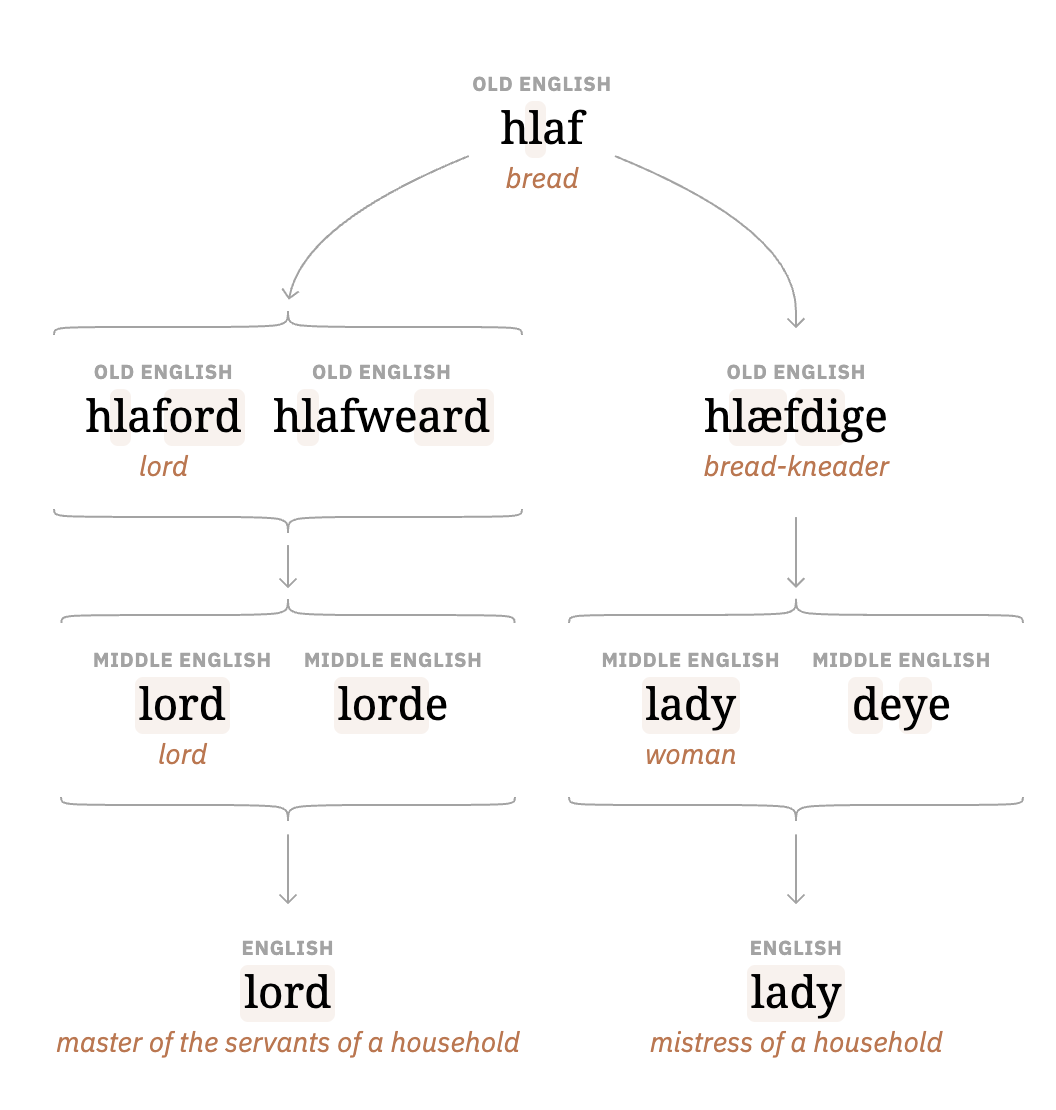 OLD ENGLISH
hlaf
bread
OLD ENGLISH
hlaford
lord
OLD ENGLISH
hlafweard
OLD ENGLISH
hlæfdige
bread-kneader
MIDDLE ENGLISH
lord
lord
MIDDLE ENGLISH
lorde
MIDDLE ENGLISH
lady
woman
MIDDLE ENGLISH
deye
ENGLISH
lord
master of the servants of a household
ENGLISH
lady
mistress of a household